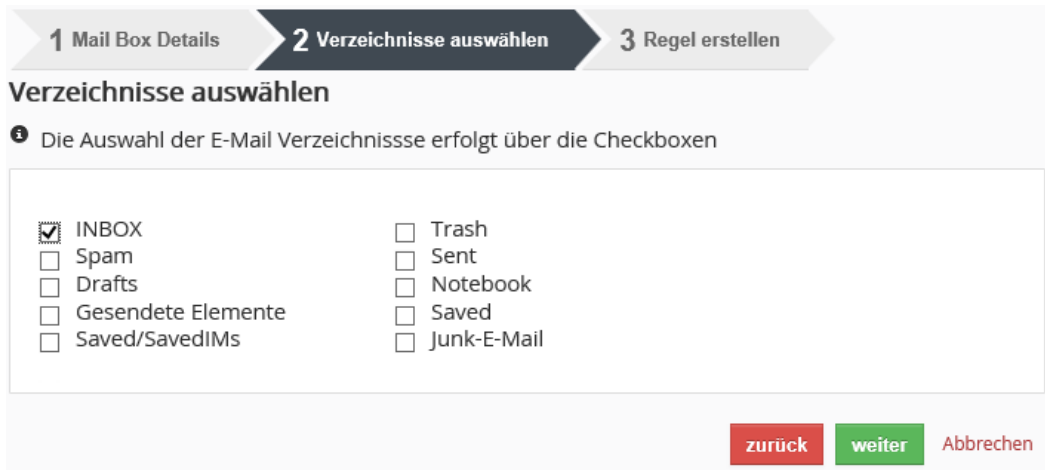 1 Mail Box Details 2 Verzeichnisse auswählen 3 Regel erstellen
Verzeichnisse auswählen
Die Auswahl der E-Mail Verzeichnissse erfolgt über die Checkboxen
INBOX Trash
Spam Sent
Drafts Notebook
Gesendete Elemente Saved
Saved/SavedIMs Junk-E-Mail
zurück weiter Abbrechen